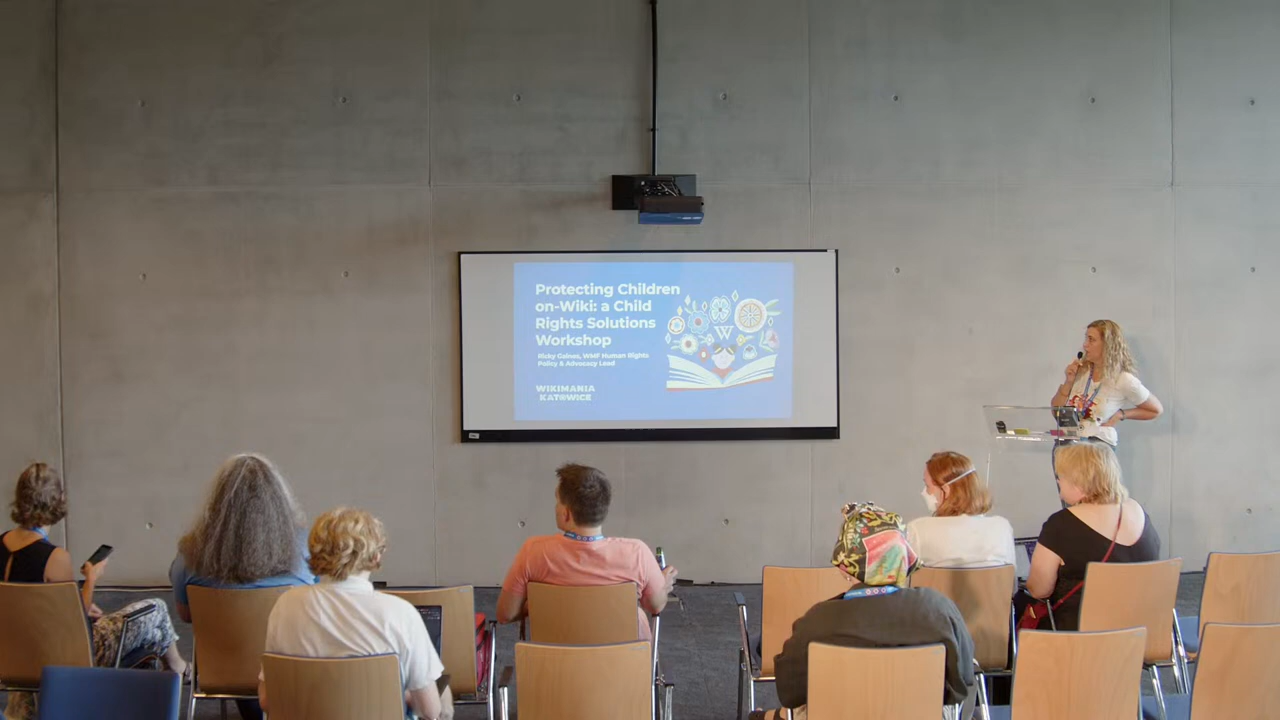 Protecting Children
on-Wiki: a Child
Rights Solutions
Workshop
Ricky Gaines, WMF Human Rights
Policy & Advocacy Lead
WIKIMANIA
KATOWICE
W